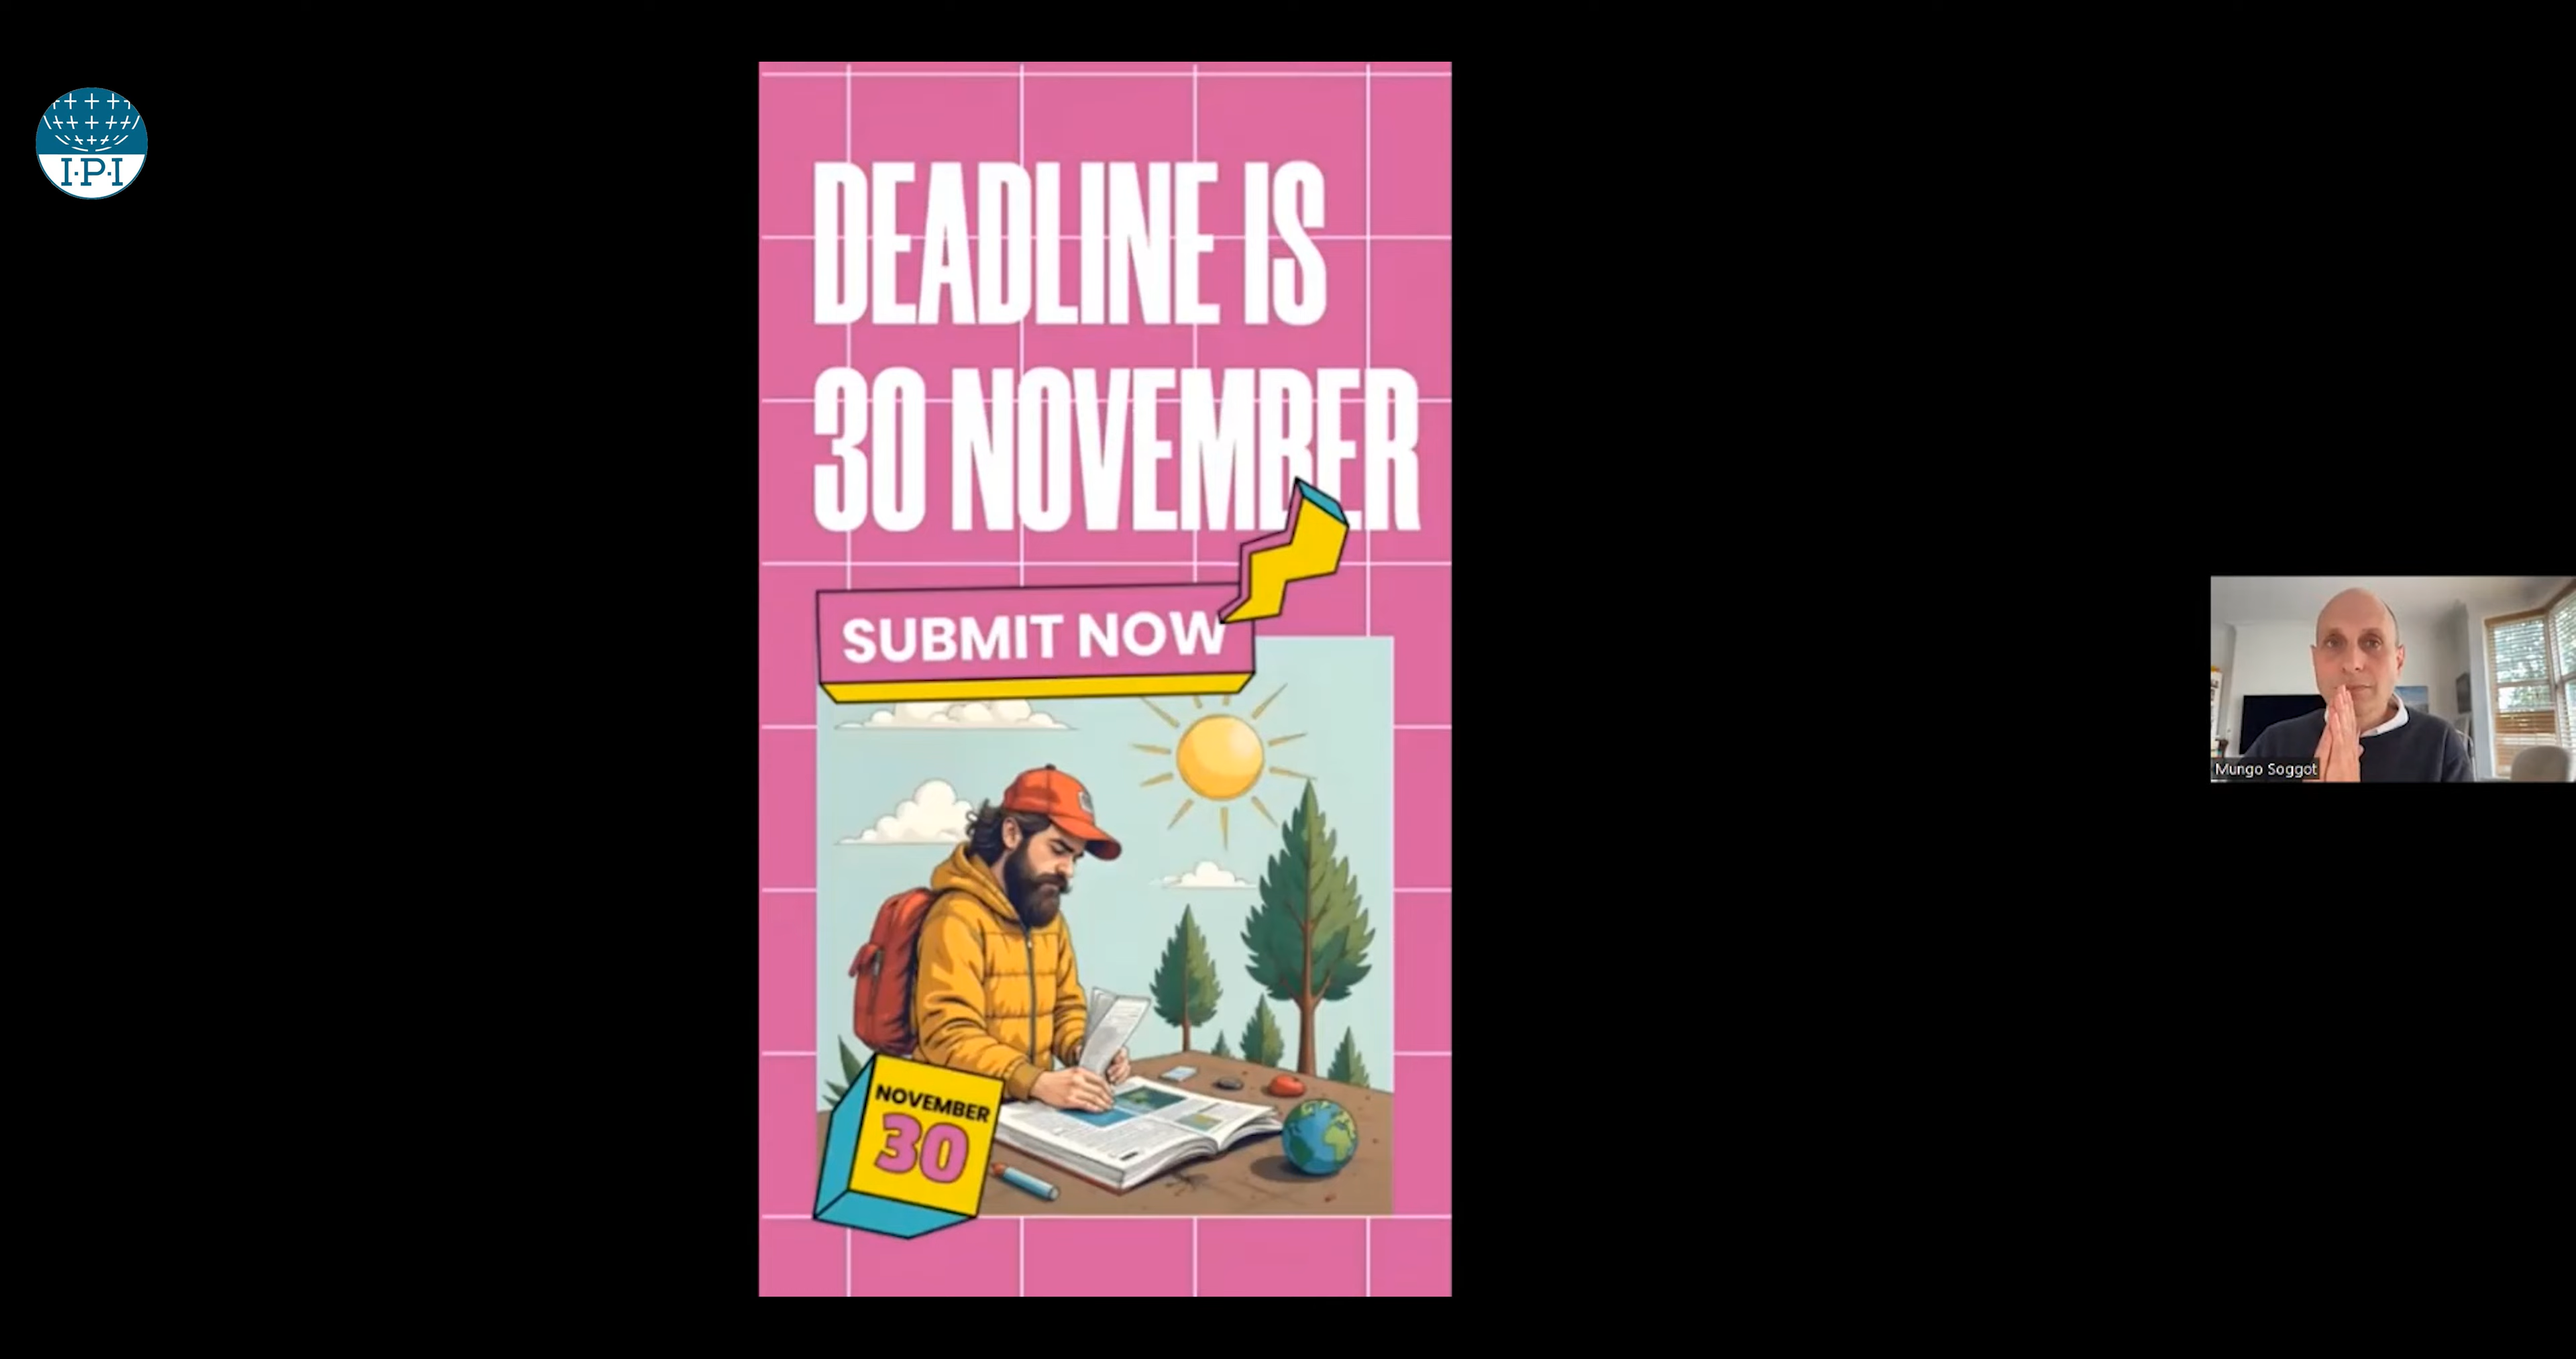 I·P·I
DEADLINE IS
30 NOVEMBER
SUBMIT NOW
NOVEMBER
30
Mungo Soggot